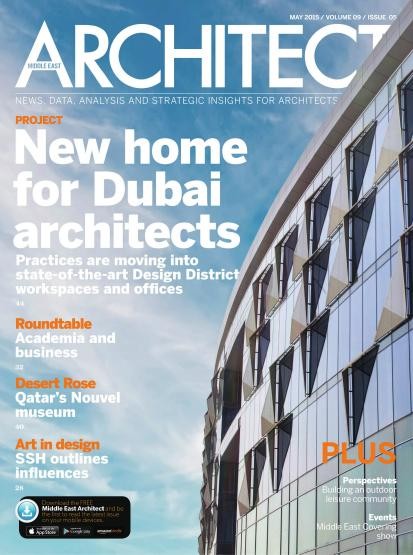 MAY 2015 / VOLUME 09 / ISSUE 05
ARCHITECT
MIDDLE EAST
NEWS, DATA, ANALYSIS AND STRATEGIC INSIGHTS FOR ARCHITECTS
PROJECT
New home
for Dubai
architects
Practices are moving into
state-of-the-art Design District
workspaces and offices
44
Roundtable
Academia and
business
32
Desert Rose
Qatar's Nouvel
museum
40
Art in design
SSH outlines
influences
28
PLUS
Perspectives
Building an outdoor
leisure community
Events
Middle East Covering
show
Download the FREE
Middle East Architect and be
the first to read the latest issue
on your mobile devices.
App Store
Google play
amazon